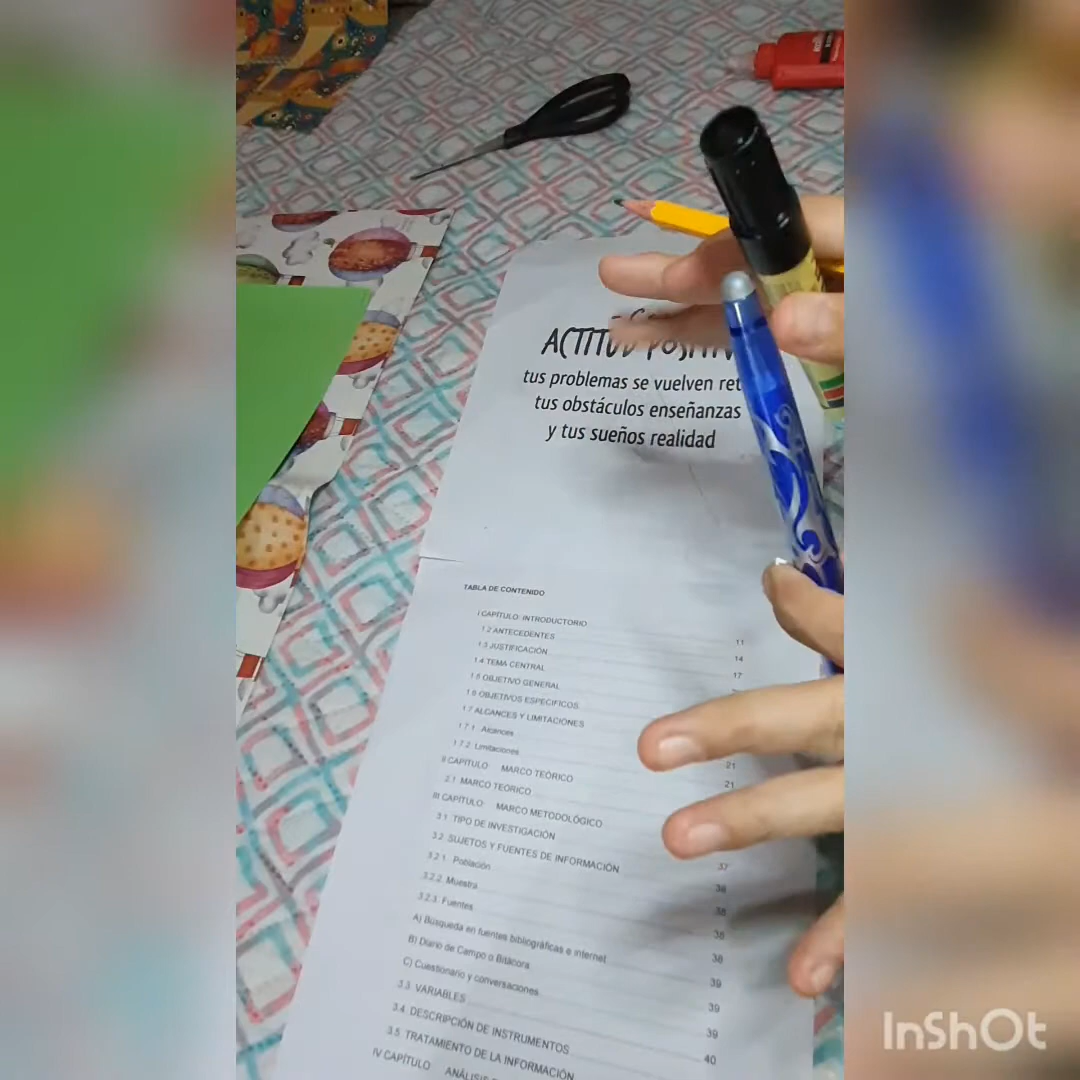 ACTITUD POSITIV
tus problemas se vuelven ret
tus obstáculos enseñanzas
y tus sueños realidad
TABLA DE CONTENIDO
I CAPÍTULO: INTRODUCTORIO
1.2 ANTECEDENTES 11
1.3 JUSTIFICACIÓN 14
1.4 TEMA CENTRAL 17
1.5 OBJETIVO GENERAL
1.6 OBJETIVOS ESPECIFICOS
1.7 ALCANCES Y LIMITACIONES
1.7.1. Alcances
1.7.2. Limitaciones 21
II CAPÍTULO MARCO TEÓRICO 21
2.1. MARCO TEÓRICO
III CAPÍTULO MARCO METODOLÓGICO
3.1. TIPO DE INVESTIGACIÓN 37
3.2. SUJETOS Y FUENTES DE INFORMACIÓN 38
3.2.1. Población 38
3.2.2. Muestra 38
3.2.3. Fuentes 38
A) Búsqueda en fuentes bibliográficas e internet 39
B) Diario de Campo o Bitácora 39
C) Cuestionario y conversaciones 39
3.3. VARIABLES 40
3.4. DESCRIPCIÓN DE INSTRUMENTOS
3.5. TRATAMIENTO DE LA INFORMACIÓN
IV CAPÍTULO ANÁLISIS
InShOt